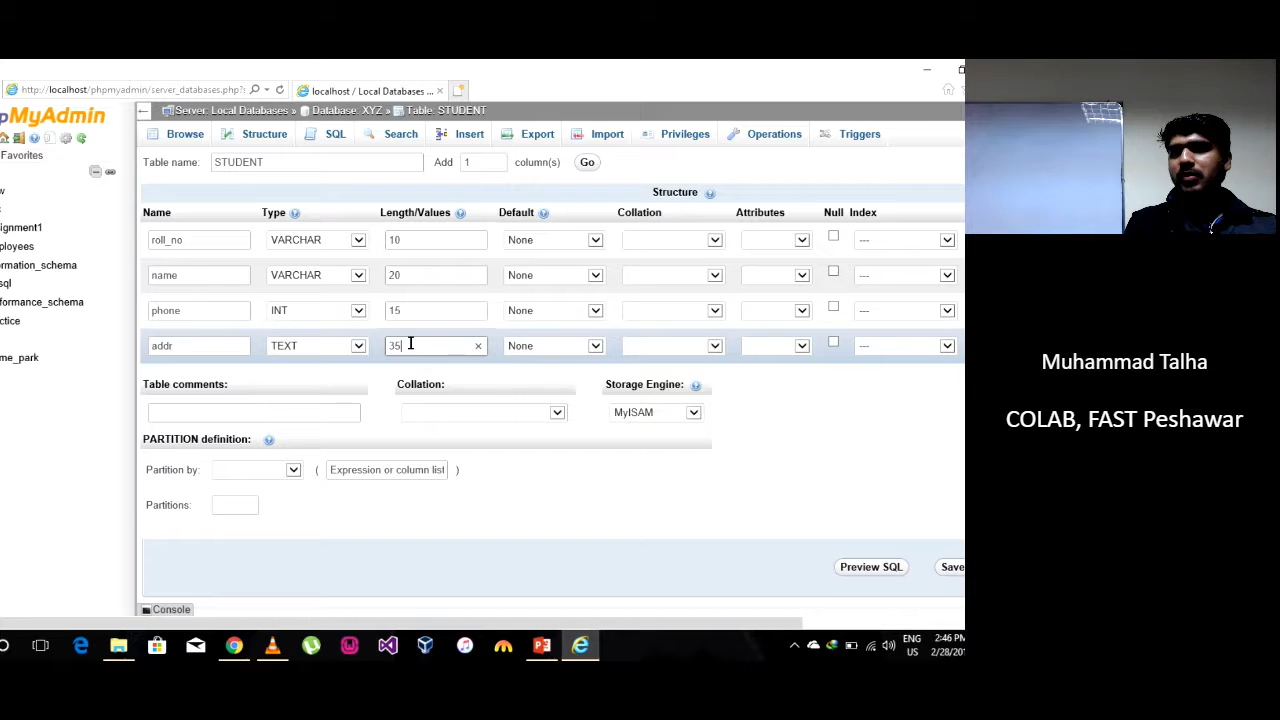 http://localhost/phpmyadmin/server_databases.php?s
localhost / Local Databases ...
pMyAdmin
Server: Local Databases » Database: XYZ » Table: STUDENT
Browse Structure SQL Search Insert Export Import Privileges Operations Triggers
Favorites
Table name: STUDENT Add 1 column(s) Go
w
Structure
Name Type Length/Values Default Collation Attributes Null Index
ignment1
roll_no VARCHAR 10 None ---
ployees
ormation_schema
name VARCHAR 20 None ---
sql
formance_schema
phone INT 15 None ---
ctice
addr TEXT 35 None ---
me_park
Table comments: Collation: Storage Engine:
MyISAM
PARTITION definition:
Partition by: ( Expression or column list )
Partitions:
Preview SQL Save
Console
ENG 2:46 PM
US 2/28/201
Muhammad Talha
COLAB, FAST Peshawar